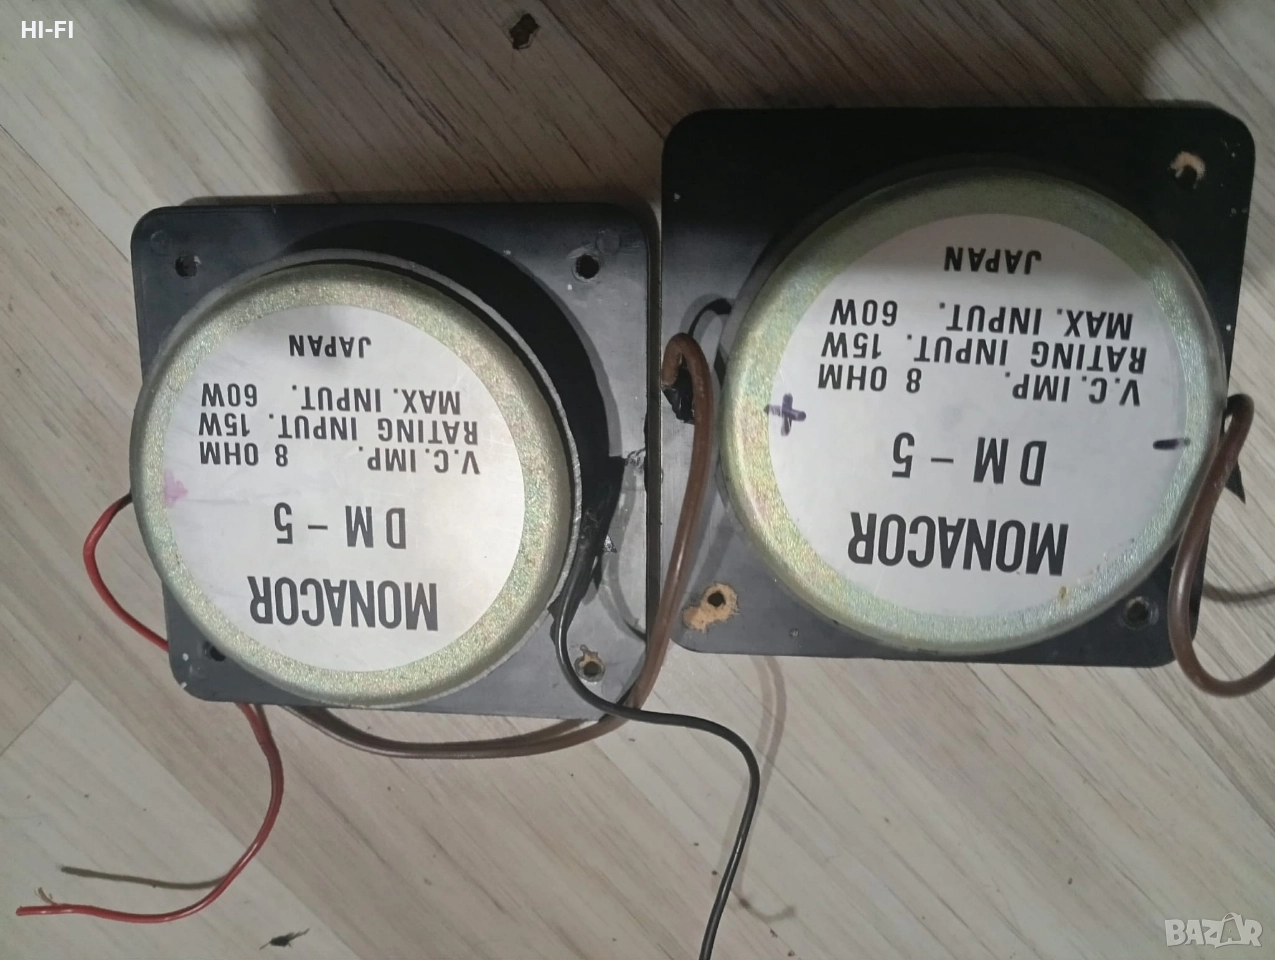 HI-FI
MONACOR
DM-5
V.C. IMP. 8 OHM
RATING INPUT. 15W
MAX. INPUT. 60W
JAPAN
MONACOR
DM-5
+ -
V.C. IMP. 8 OHM
RATING INPUT. 15W
MAX. INPUT. 60W
JAPAN
BAZAR